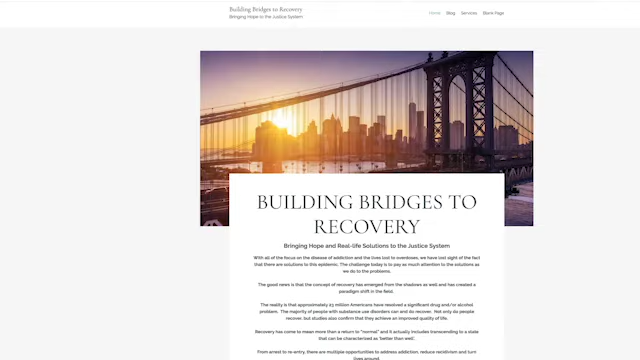 Building Bridges to Recovery
Bringing Hope to the Justice System
Home Blog Services Blank Page
BUILDING BRIDGES TO
RECOVERY
Bringing Hope and Real-life Solutions to the Justice System
With all of the focus on the disease of addiction and the lives lost to overdoses, we have lost sight of the fact
that there are solutions to this epidemic. The challenge today is to pay as much attention to the solutions as
we do to the problems.
The good news is that the concept of recovery has emerged from the shadows as well and has created a
paradigm shift in the field.
The reality is that approximately 23 million Americans have resolved a significant drug and/or alcohol
problem. The majority of people with substance use disorders can and do recover. Not only do people
recover, but studies also confirm that they achieve an improved quality of life.
Recovery has come to mean more than a return to "normal" and it actually includes transcending to a state
that can be characterised as 'better than well'.
From arrest to re-entry, there are multiple opportunities to address addiction, reduce recidivism and turn
lives around.